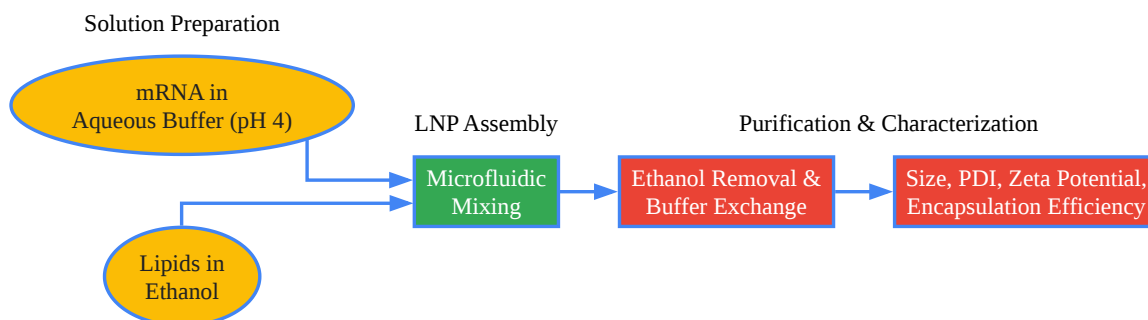 Solution Preparation
mRNA in
Aqueous Buffer (pH 4)
Lipids in
Ethanol
LNP Assembly
Microfluidic
Mixing
Purification & Characterization
Ethanol Removal &
Buffer Exchange
Size, PDI, Zeta Potential,
Encapsulation Efficiency